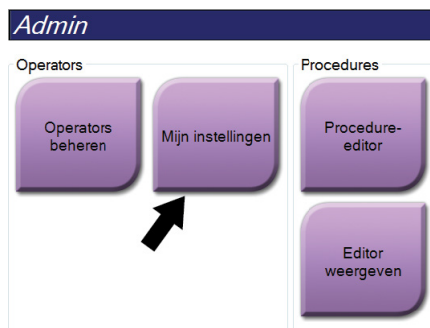 Admin
Operators
Procedures
Operators
beheren
Mijn instellingen
Procedure-
editor
Editor
weergeven